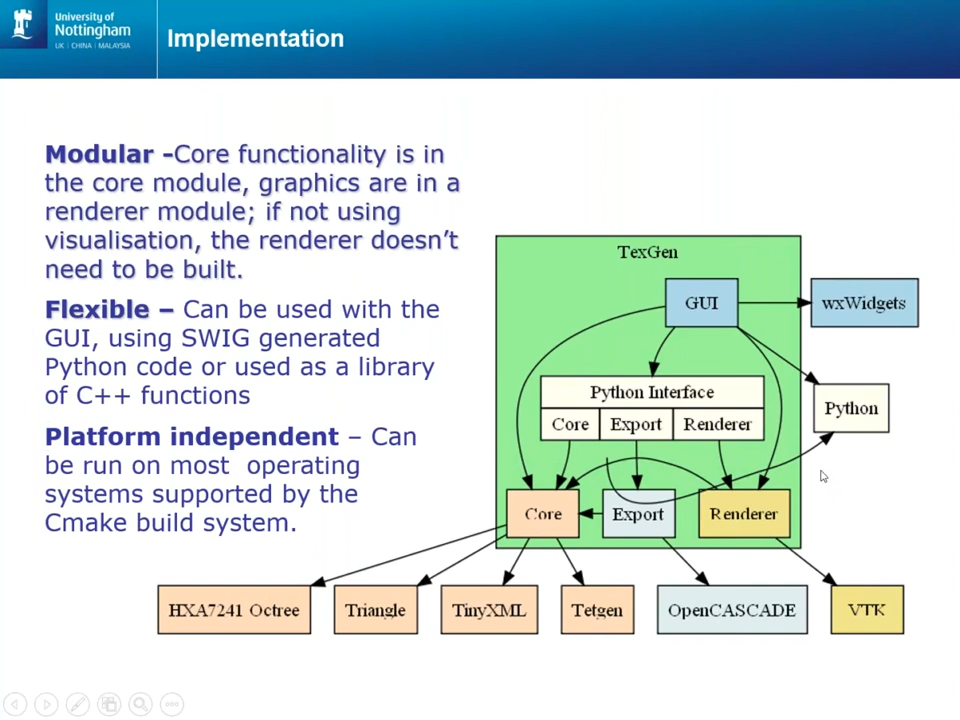 University of
Nottingham
UK | CHINA | MALAYSIA
Implementation
Modular -Core functionality is in
the core module, graphics are in a
renderer module; if not using
visualisation, the renderer doesn't
need to be built.
Flexible – Can be used with the
GUI, using SWIG generated
Python code or used as a library
of C++ functions
Platform independent – Can
be run on most  operating
systems supported by the
Cmake build system.
TexGen
GUI
wxWidgets
Python Interface
Core
Export
Renderer
Python
Core
Export
Renderer
HXA7241 Octree
Triangle
TinyXML
Tetgen
OpenCASCADE
VTK